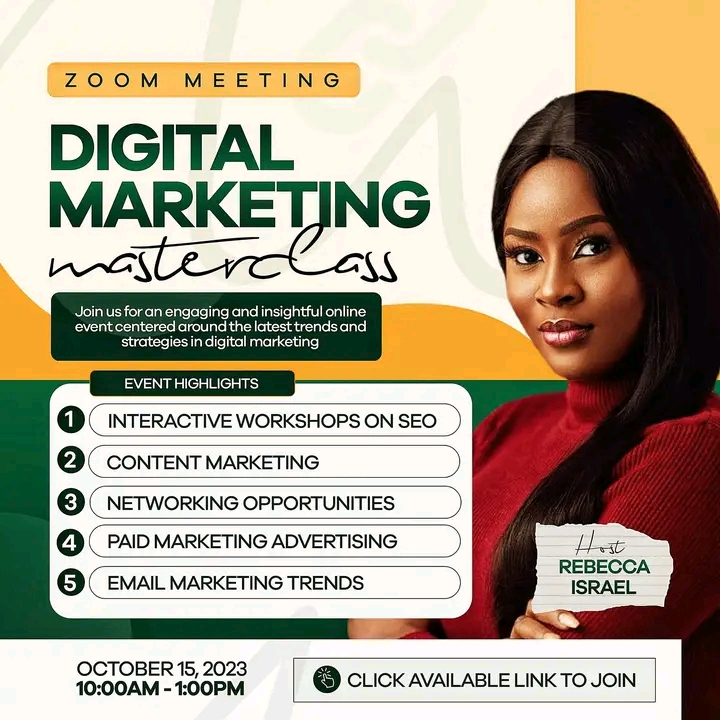 ZOOM MEETING
DIGITAL
MARKETING
masterclass
Join us for an engaging and insightful online
event centered around the latest trends and
strategies in digital marketing
EVENT HIGHLIGHTS
1 INTERACTIVE WORKSHOPS ON SEO
2 CONTENT MARKETING
3 NETWORKING OPPORTUNITIES
4 PAID MARKETING ADVERTISING
5 EMAIL MARKETING TRENDS
Host
REBECCA
ISRAEL
OCTOBER 15, 2023
10:00AM - 1:00PM
CLICK AVAILABLE LINK TO JOIN